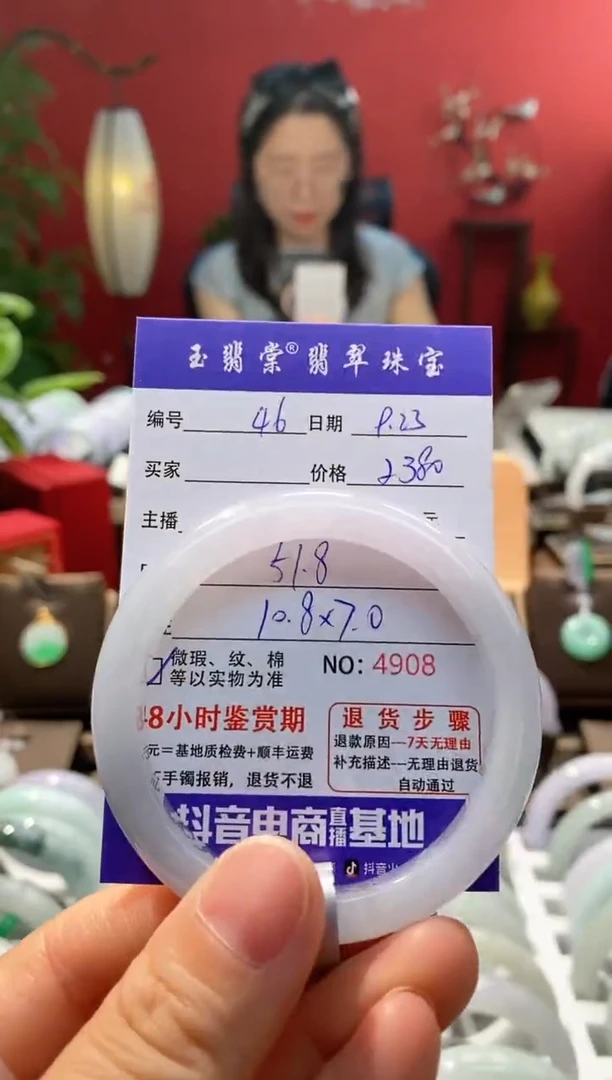 玉翡棠®翡翠珠宝
编号 46 日期 9.23
买家 价格 2380
主播
51.8
10.8×7.0
微瑕、纹、棉
等以实物为准
NO: 4908
48小时鉴赏期
元=基地质检费+顺丰运费
手镯报销，退货不退
退货步骤
退款原因---7天无理由
补充描述---无理由退货
自动通过
抖音电商直播基地
抖音